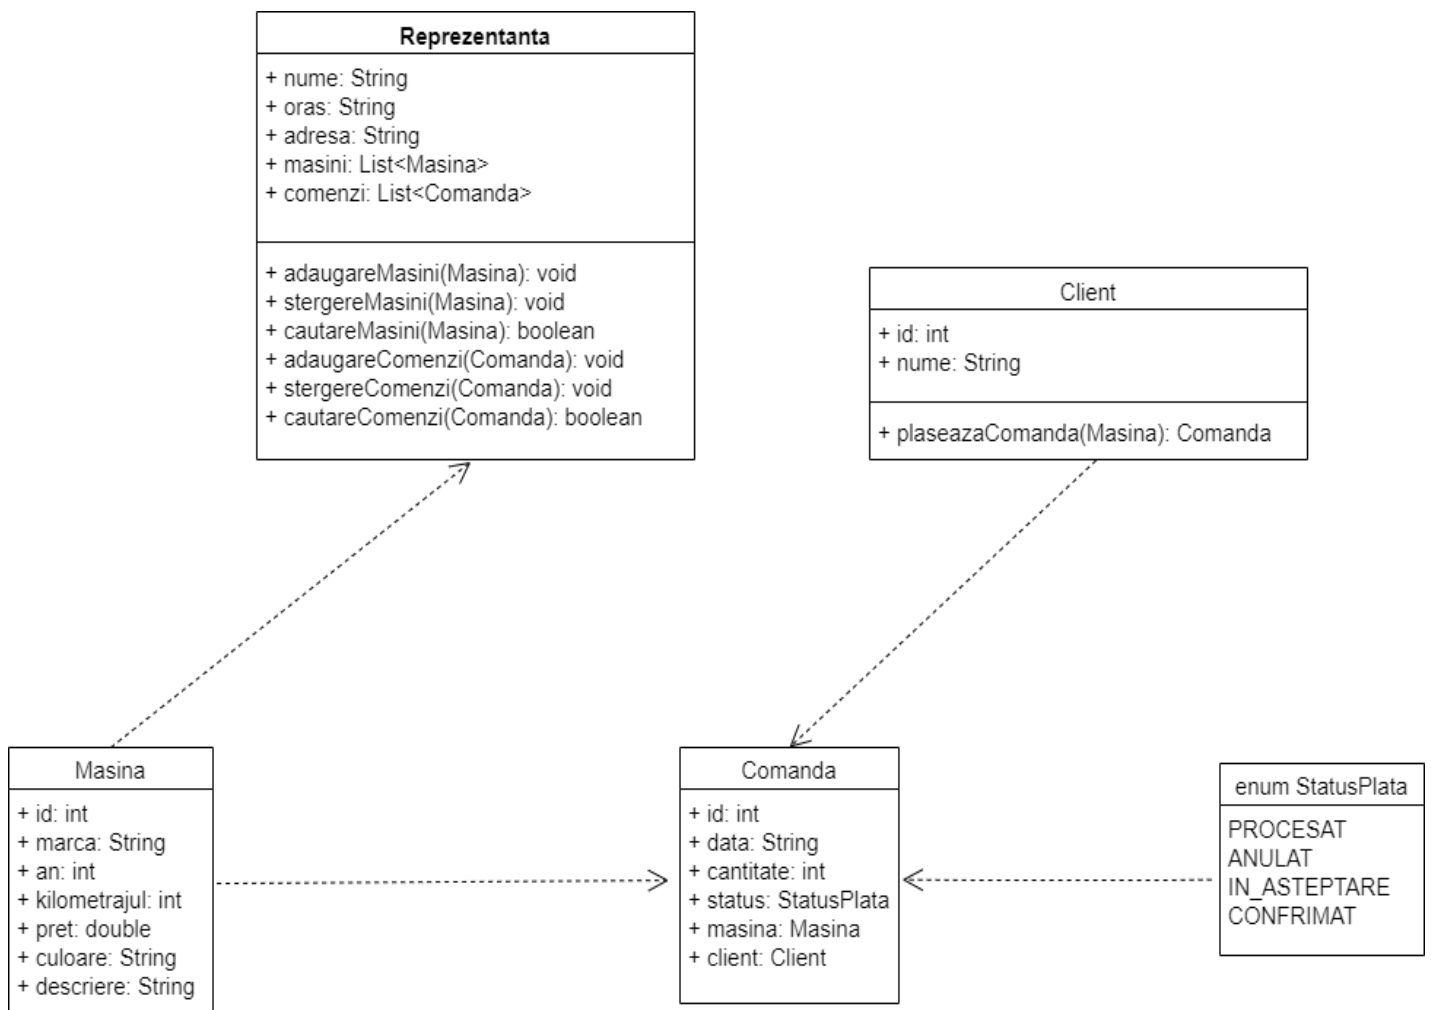 Reprezentanta
+ nume: String
+ oras: String
+ adresa: String
+ masini: List<Masina>
+ comenzi: List<Comanda>
+ adaugareMasini(Masina): void
+ stergereMasini(Masina): void
+ cautareMasini(Masina): boolean
+ adaugareComenzi(Comanda): void
+ stergereComenzi(Comanda): void
+ cautareComenzi(Comanda): boolean
Client
+ id: int
+ nume: String
+ plaseazaComanda(Masina): Comanda
Masina
+ id: int
+ marca: String
+ an: int
+ kilometrajul: int
+ pret: double
+ culoare: String
+ descriere: String
Comanda
+ id: int
+ data: String
+ cantitate: int
+ status: StatusPlata
+ masina: Masina
+ client: Client
enum StatusPlata
PROCESAT
ANULAT
IN_ASTEPTARE
CONFRIMAT